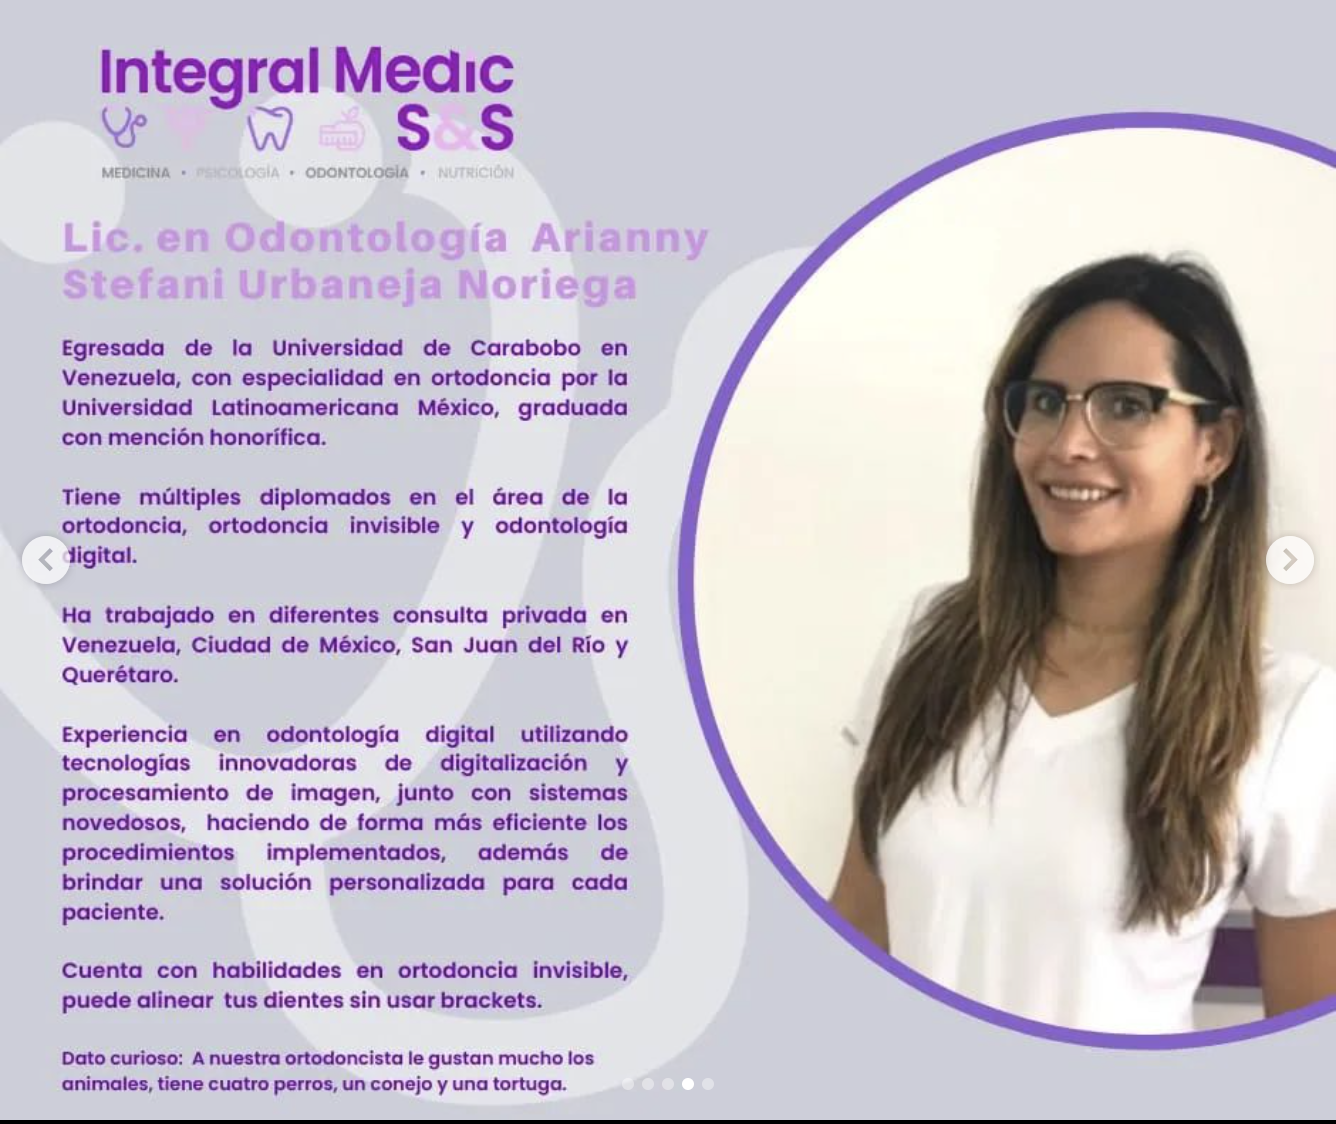 Integral Medic
S&S
MEDICINA • PSICOLOGÍA • ODONTOLOGÍA • NUTRICIÓN
Lic. en Odontología Arianny
Stefani Urbaneja Noriega
Egresada de la Universidad de Carabobo en
Venezuela, con especialidad en ortodoncia por la
Universidad Latinoamericana México, graduada
con mención honorífica.
Tiene múltiples diplomados en el área de la
ortodoncia, ortodoncia invisible y odontología
digital.
Ha trabajado en diferentes consulta privada en
Venezuela, Ciudad de México, San Juan del Río y
Querétaro.
Experiencia en odontología digital utilizando
tecnologías innovadoras de digitalización y
procesamiento de imagen, junto con sistemas
novedosos, haciendo de forma más eficiente los
procedimientos implementados, además de
brindar una solución personalizada para cada
paciente.
Cuenta con habilidades en ortodoncia invisible,
puede alinear tus dientes sin usar brackets.
Dato curioso: A nuestra ortodoncista le gustan mucho los
animales, tiene cuatro perros, un conejo y una tortuga.